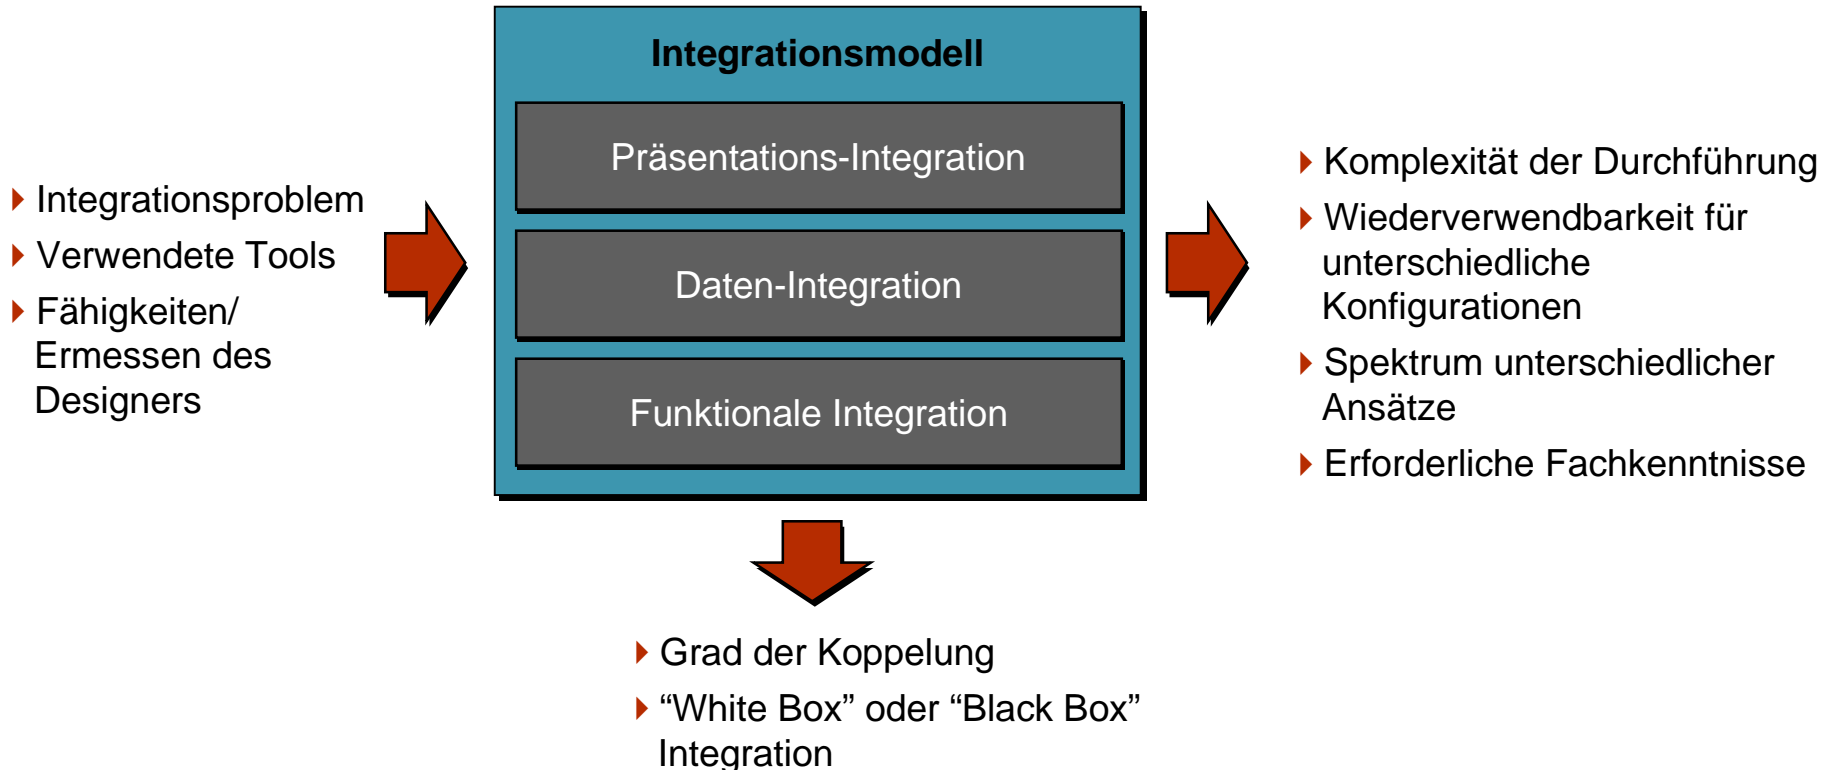 Integrationsmodell
Präsentations-Integration
Daten-Integration
Funktionale Integration
Integrationsproblem
Verwendete Tools
Fähigkeiten/
Ermessen des
Designers
Komplexität der Durchführung
Wiederverwendbarkeit für
unterschiedliche
Konfigurationen
Spektrum unterschiedlicher
Ansätze
Erforderliche Fachkenntnisse
Grad der Koppelung
“White Box” oder “Black Box”
Integration